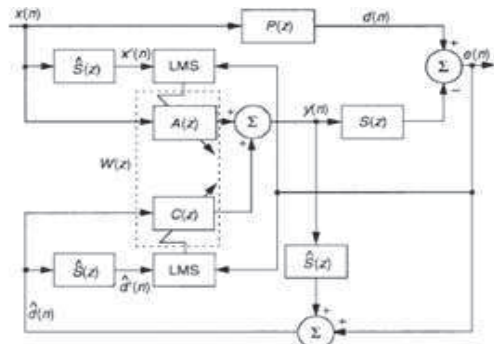 x(n)
P(z)
d(n)
+
e(n)
Σ
−
Ŝ(z)
x'(n)
LMS
A(z)
+
Σ
+
y(n)
S(z)
W(z)
C(z)
Ŝ(z)
d̂'(n)
LMS
Ŝ(z)
d̂(n)
+
Σ
+